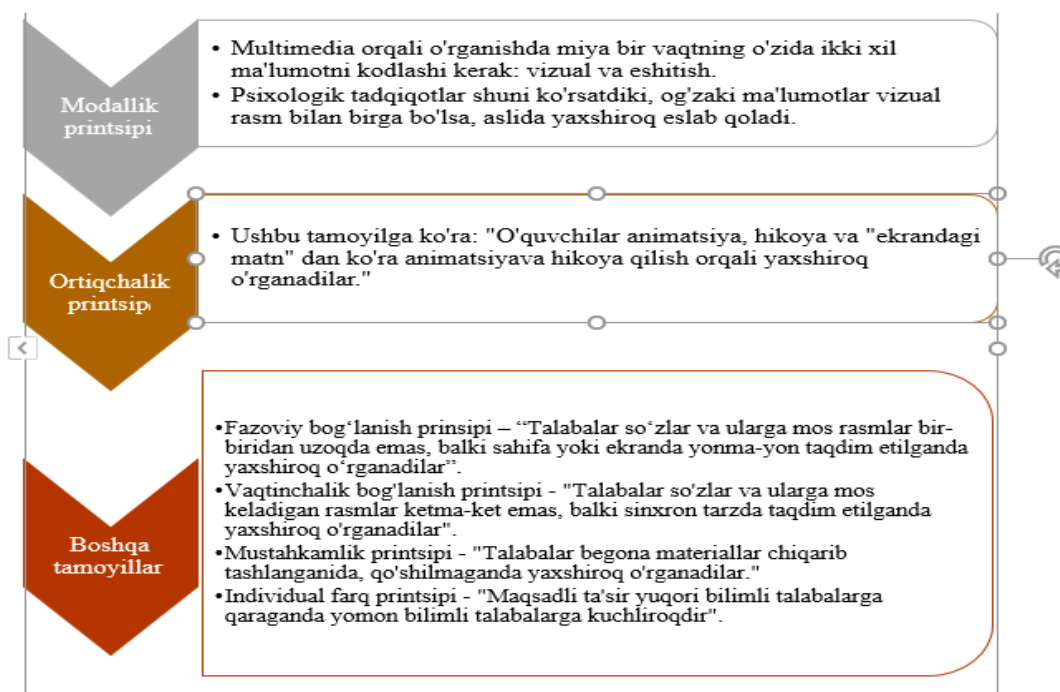 Modallik
printsipi
• Multimedia orqali o'rganishda miya bir vaqtning o'zida ikki xil
ma'lumotni kodlashi kerak: vizual va eshitish.
• Psixologik tadqiqotlar shuni ko'rsatdiki, og'zaki ma'lumotlar vizual
rasm bilan birga bo'lsa, aslida yaxshiroq eslab qoladi.
Ortiqchalik
printsipi
• Ushbu tamoyilga ko'ra: "O'quvchilar animatsiya, hikoya va "ekrandagi
matn" dan ko'ra animatsiyava hikoya qilish orqali yaxshiroq
o'rganadilar."
Boshqa
tamoyillar
•Fazoviy bog‘lanish prinsipi – “Talabalar so‘zlar va ularga mos rasmlar bir-
biridan uzoqda emas, balki sahifa yoki ekranda yonma-yon taqdim etilganda
yaxshiroq o‘rganadilar”.
•Vaqtinchalik bog'lanish printsipi - "Talabalar so'zlar va ularga mos
keladigan rasmlar ketma-ket emas, balki sinxron tarzda taqdim etilganda
yaxshiroq o'rganadilar".
•Mustahkamlik printsipi - "Talabalar begona materiallar chiqarib
tashlanganida, qo'shilmaganda yaxshiroq o'rganadilar."
•Individual farq printsipi - "Maqsadli ta'sir yuqori bilimli talabalarga
qaraganda yomon bilimli talabalarga kuchliroqdir".